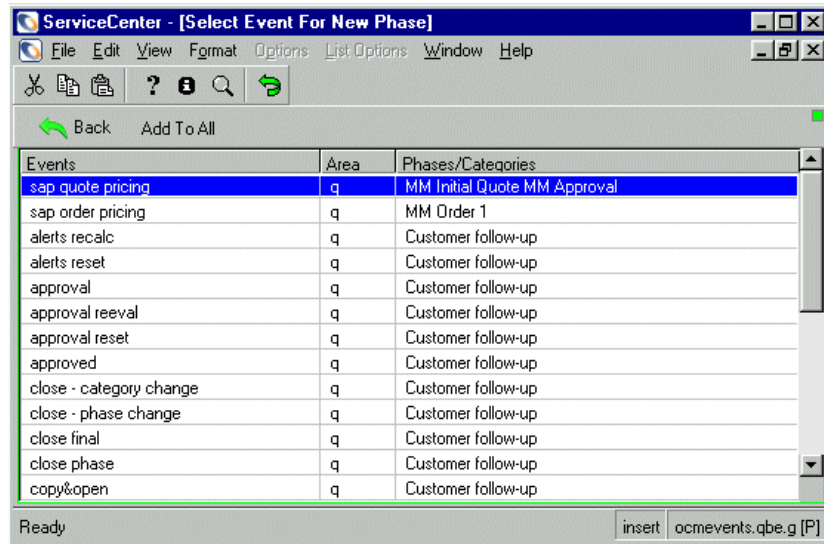 ServiceCenter - [Select Event For New Phase]
File Edit View Format Options List Options Window Help
Back Add To All
Events Area Phases/Categories
sap quote pricing q MM Initial Quote MM Approval
sap order pricing q MM Order 1
alerts recalc q Customer follow-up
alerts reset q Customer follow-up
approval q Customer follow-up
approval reeval q Customer follow-up
approval reset q Customer follow-up
approved q Customer follow-up
close - category change q Customer follow-up
close - phase change q Customer follow-up
close final q Customer follow-up
close phase q Customer follow-up
copy&open q Customer follow-up
Ready insert ocmevents.qbe.g [P]